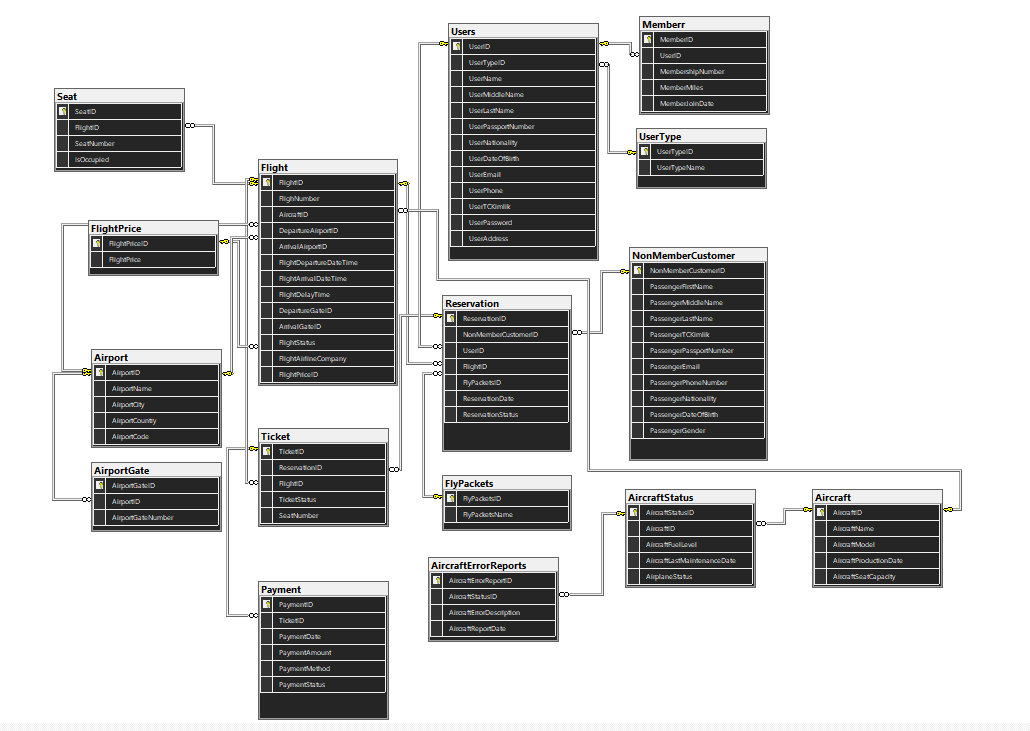 Users
UserID
UserTypeID
UserName
UserMiddleName
UserLastName
UserPassportNumber
UserNationality
UserDateOfBirth
UserEmail
UserPhone
UserTCKimlik
UserPassword
UserAddress
Memberr
MemberID
UserID
MembershipNumber
MemberMiles
MemberJoinDate
Seat
SeatID
FlightID
SeatNumber
IsOccupied
UserType
UserTypeID
UserTypeName
Flight
FlightID
FlighNumber
AircraftID
DepartureAirportID
ArrivalAirportID
FlightDepartureDateTime
FlightArrivalDateTime
FlightDelayTime
DepartureGateID
ArrivalGateID
FlightStatus
FlightAirlineCompany
FlightPriceID
FlightPrice
FlightPriceID
FlightPrice
NonMemberCustomer
NonMemberCustomerID
PassengerFirstName
PassengerMiddleName
PassengerLastName
PassengerTCKimlik
PassengerPassportNumber
PassengerEmail
PassengerPhoneNumber
PassengerNationality
PassengerDateOfBirth
PassengerGender
Reservation
ReservationID
NonMemberCustomerID
UserID
FlightID
FlyPacketsID
ReservationDate
ReservationStatus
Airport
AirportID
AirportName
AirportCity
AirportCountry
AirportCode
Ticket
TicketID
ReservationID
FlightID
TicketStatus
SeatNumber
AirportGate
AirportGateID
AirportID
AirportGateNumber
FlyPackets
FlyPacketsID
FlyPacketsName
AircraftStatus
AircraftStatusID
AircraftID
AircraftFuelLevel
AircraftLastMaintenanceDate
AirplaneStatus
Aircraft
AircraftID
AircraftName
AircraftModel
AircraftProductionDate
AircraftSeatCapacity
AircraftErrorReports
AircraftErrorReportID
AircraftStatusID
AircraftErrorDescription
AircraftReportDate
Payment
PaymentID
TicketID
PaymentDate
PaymentAmount
PaymentMethod
PaymentStatus